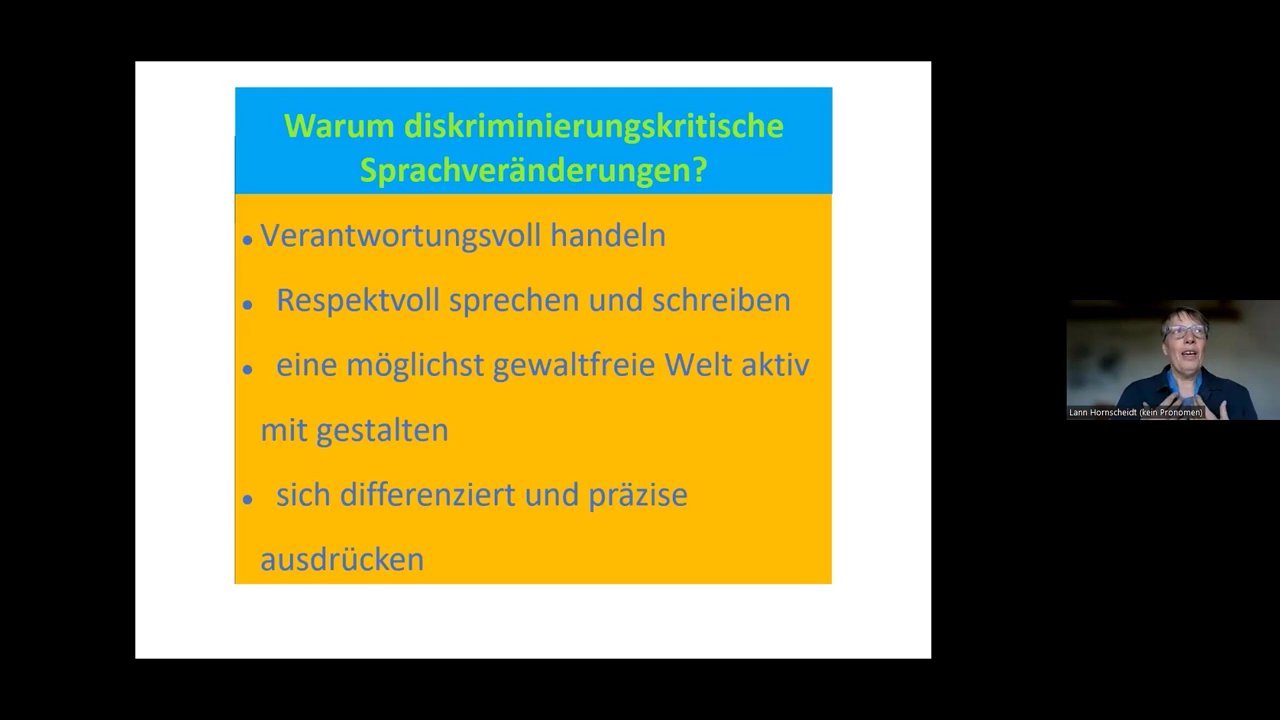 Warum diskriminierungskritische
Sprachveränderungen?
• Verantwortungsvoll handeln
• Respektvoll sprechen und schreiben
• eine möglichst gewaltfreie Welt aktiv
mit gestalten
• sich differenziert und präzise
ausdrücken
Lann Hornscheidt (kein Pronomen)